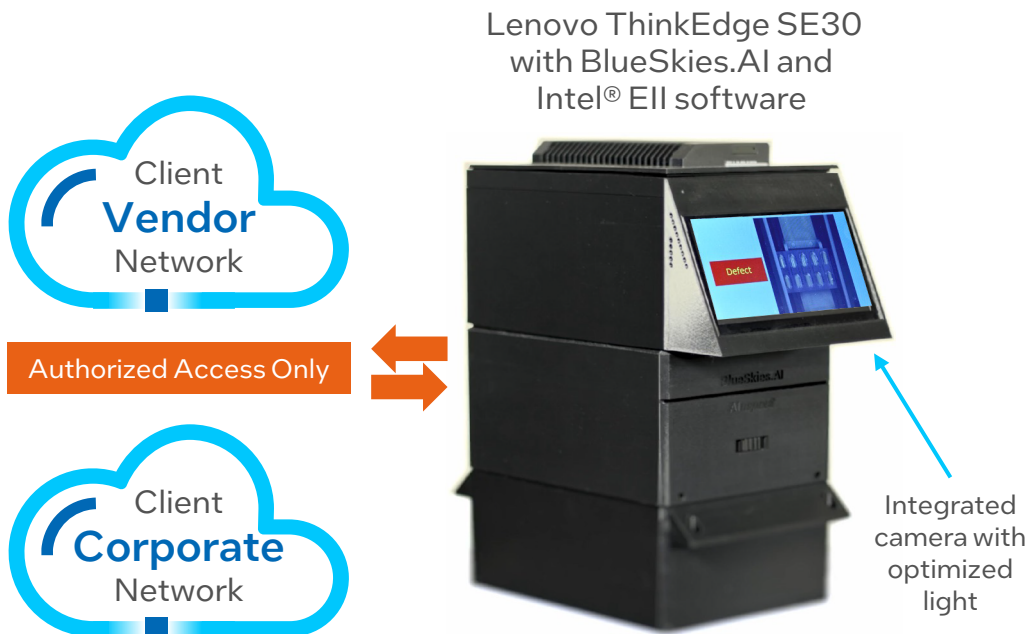 Lenovo ThinkEdge SE30
with BlueSkies.AI and
Intel® EII software
Client
Vendor
Network
Defect
Authorized Access Only
BlueSkies.AI
Client
Corporate
Network
Integrated
camera with
optimized
light